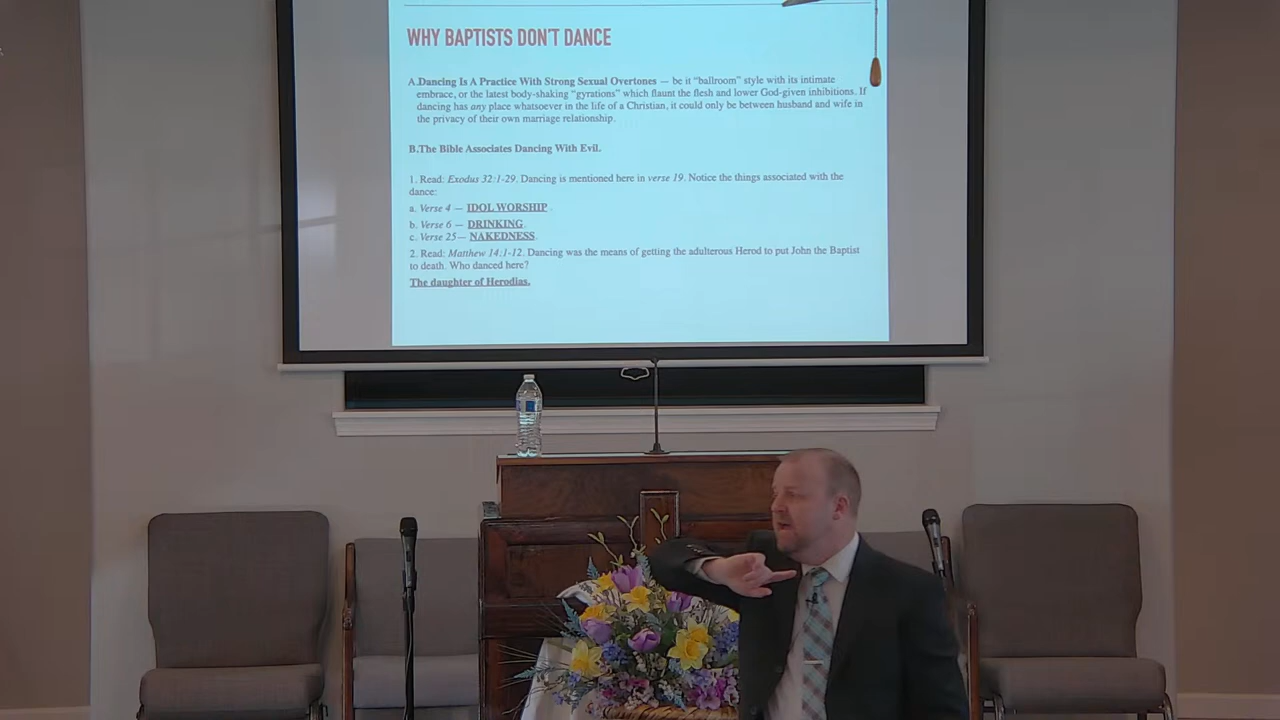 WHY BAPTISTS DON'T DANCE
A.Dancing Is A Practice With Strong Sexual Overtones — be it "ballroom" style with its intimate
embrace, or the latest body-shaking "gyrations" which flaunt the flesh and lower God-given inhibitions. If
dancing has any place whatsoever in the life of a Christian, it could only be between husband and wife in
the privacy of their own marriage relationship.
B.The Bible Associates Dancing With Evil.
1. Read: Exodus 32:1-29. Dancing is mentioned here in verse 19. Notice the things associated with the
dance:
a. Verse 4 — IDOL WORSHIP.
b. Verse 6 — DRINKING.
c. Verse 25— NAKEDNESS.
2. Read: Matthew 14:1-12. Dancing was the means of getting the adulterous Herod to put John the Baptist
to death. Who danced here?
The daughter of Herodias.